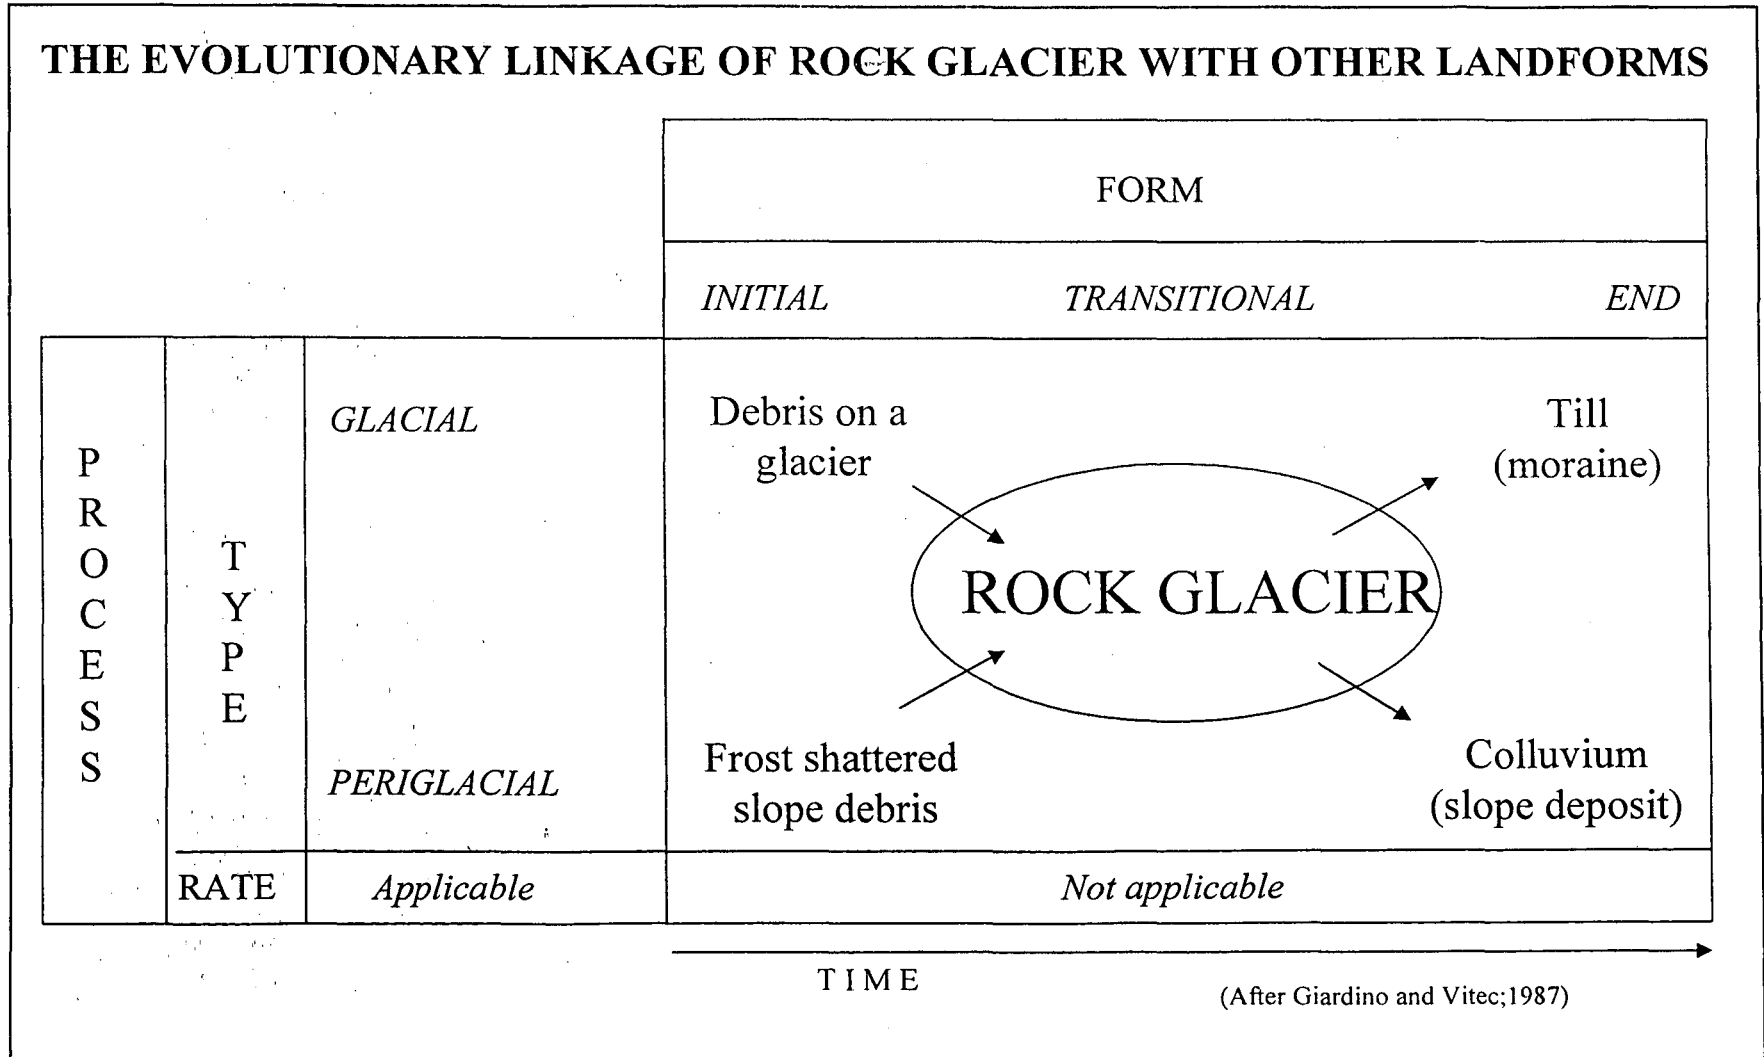 THE EVOLUTIONARY LINKAGE OF ROCK GLACIER WITH OTHER LANDFORMS
FORM
INITIAL TRANSITIONAL END
PROCESS
TYPE
GLACIAL
Debris on a
glacier
Till
(moraine)
ROCK GLACIER
PERIGLACIAL
Frost shattered
slope debris
Colluvium
(slope deposit)
RATE Applicable Not applicable
TIME
(After Giardino and Vitec;1987)